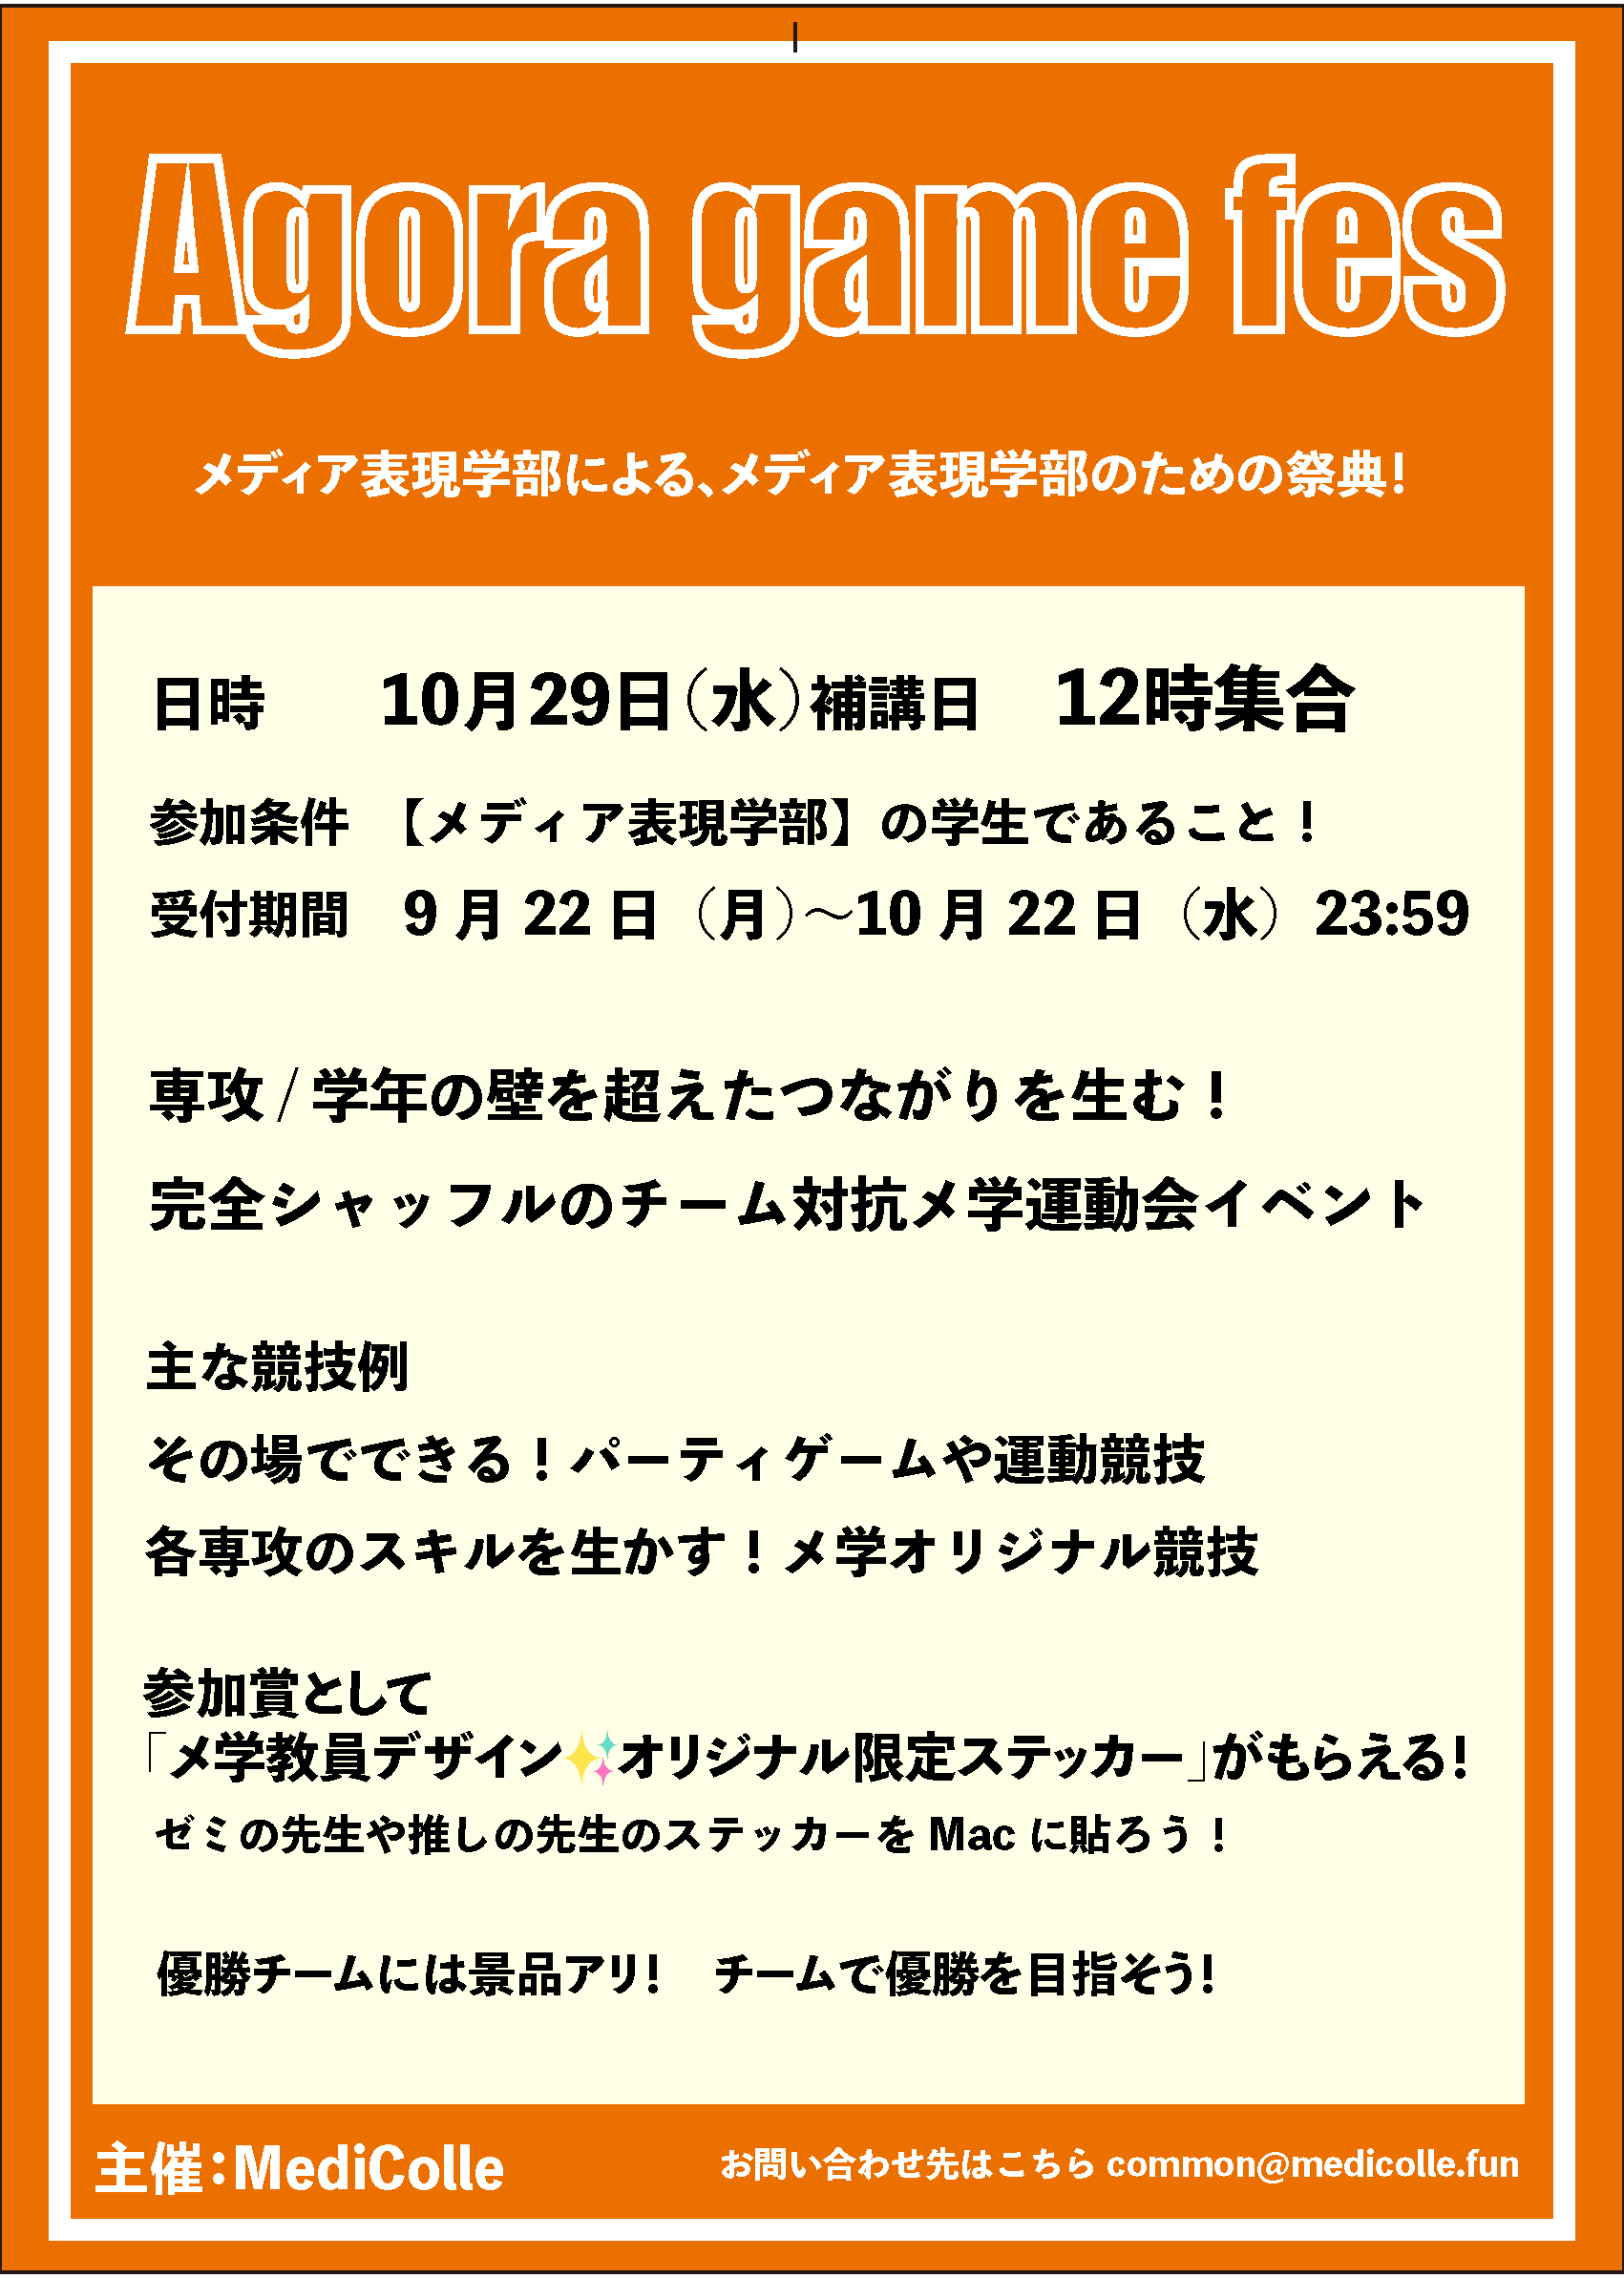 Agora game fes
メディア表現学部による、メディア表現学部のための祭典!
日時　10月29日（水）補講日　12時集合
参加条件　【メディア表現学部】の学生であること！
受付期間　9月22日（月）〜10月22日（水）23:59
専攻/学年の壁を超えたつながりを生む！
完全シャッフルのチーム対抗メ学運動会イベント
主な競技例
その場でできる！パーティゲームや運動競技
各専攻のスキルを生かす！メ学オリジナル競技
参加賞として
「メ学教員デザイン✨オリジナル限定ステッカー」がもらえる!
ゼミの先生や推しの先生のステッカーを Mac に貼ろう！
優勝チームには景品アリ!　チームで優勝を目指そう!
主催：MediColle
お問い合わせ先はこちら common@medicolle.fun